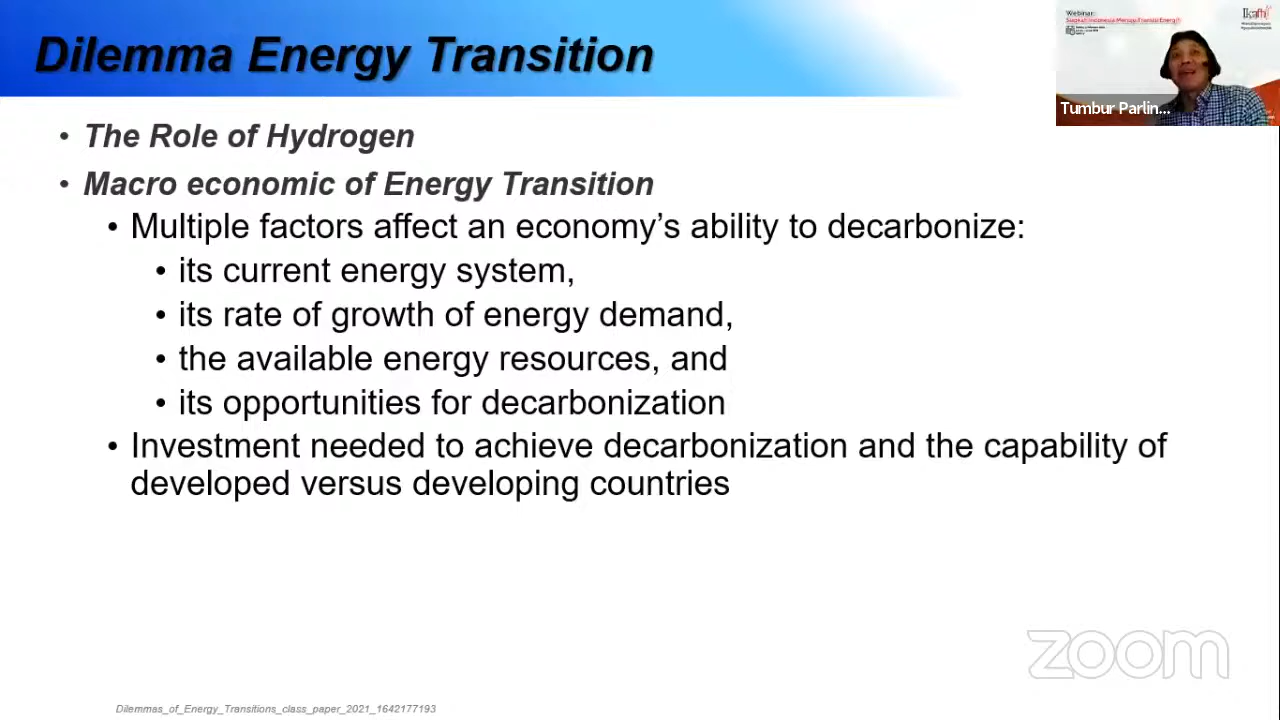 Dilemma Energy Transition
• The Role of Hydrogen
• Macro economic of Energy Transition
• Multiple factors affect an economy’s ability to decarbonize:
• its current energy system,
• its rate of growth of energy demand,
• the available energy resources, and
• its opportunities for decarbonization
• Investment needed to achieve decarbonization and the capability of
developed versus developing countries
Dilemmas_of_Energy_Transitions_class_paper_2021_1642177193
Webinar:
Tumbur Parlin...
zoom